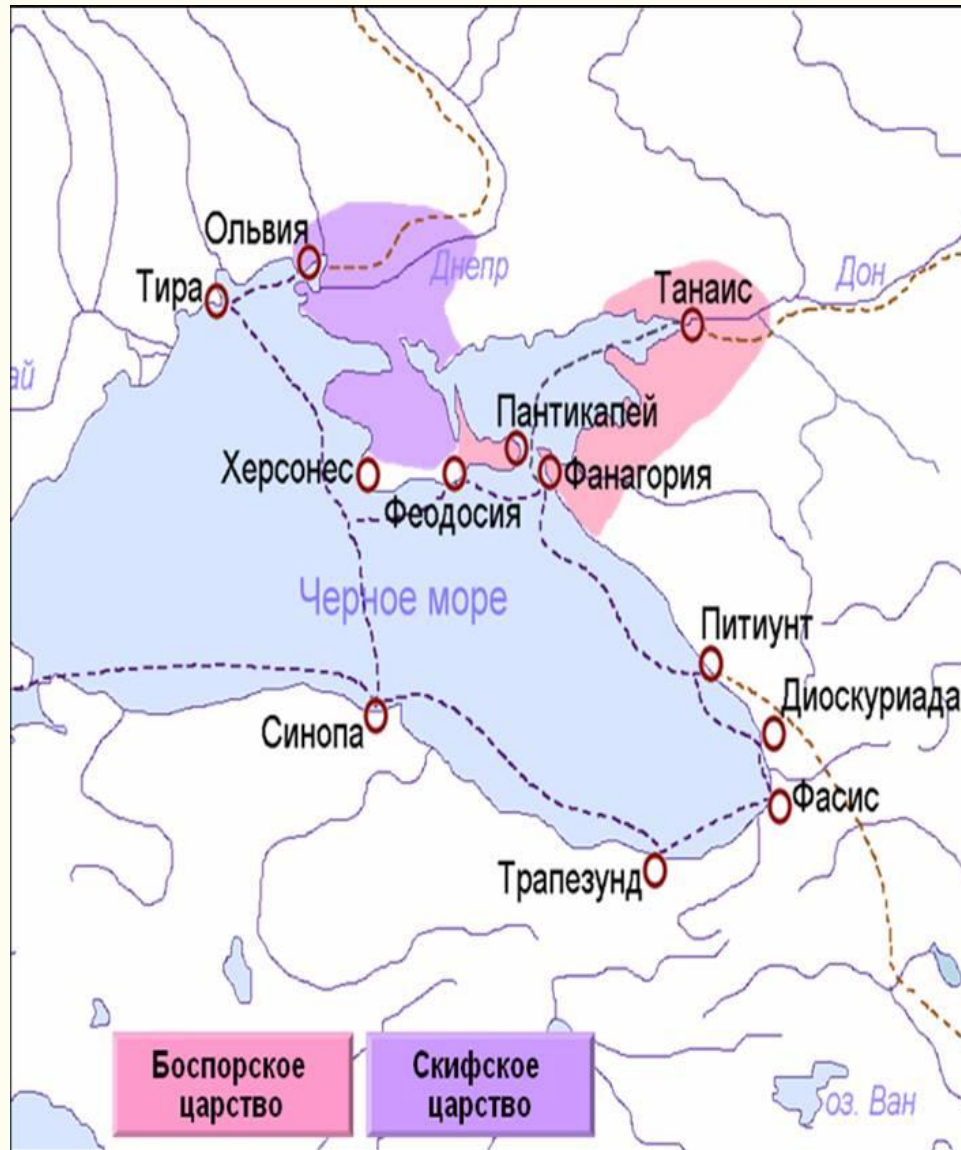 Ольвия
Днепр
Тира
Танаис
Дон
ай
Пантикапей
Херсонес
Фанагория
Феодосия
Черное море
Питиунт
Диоскуриада
Синопа
Фасис
Трапезунд
Боспорское
царство
Скифское
царство
оз. Ван